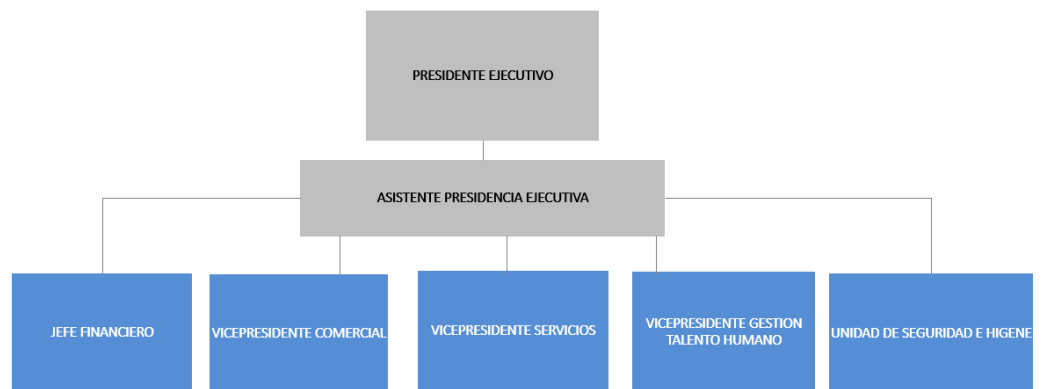 PRESIDENTE EJECUTIVO
ASISTENTE PRESIDENCIA EJECUTIVA
JEFE FINANCIERO
VICEPRESIDENTE COMERCIAL
VICEPRESIDENTE SERVICIOS
VICEPRESIDENTE GESTION
TALENTO HUMANO
UNIDAD DE SEGURIDAD E HIGENE